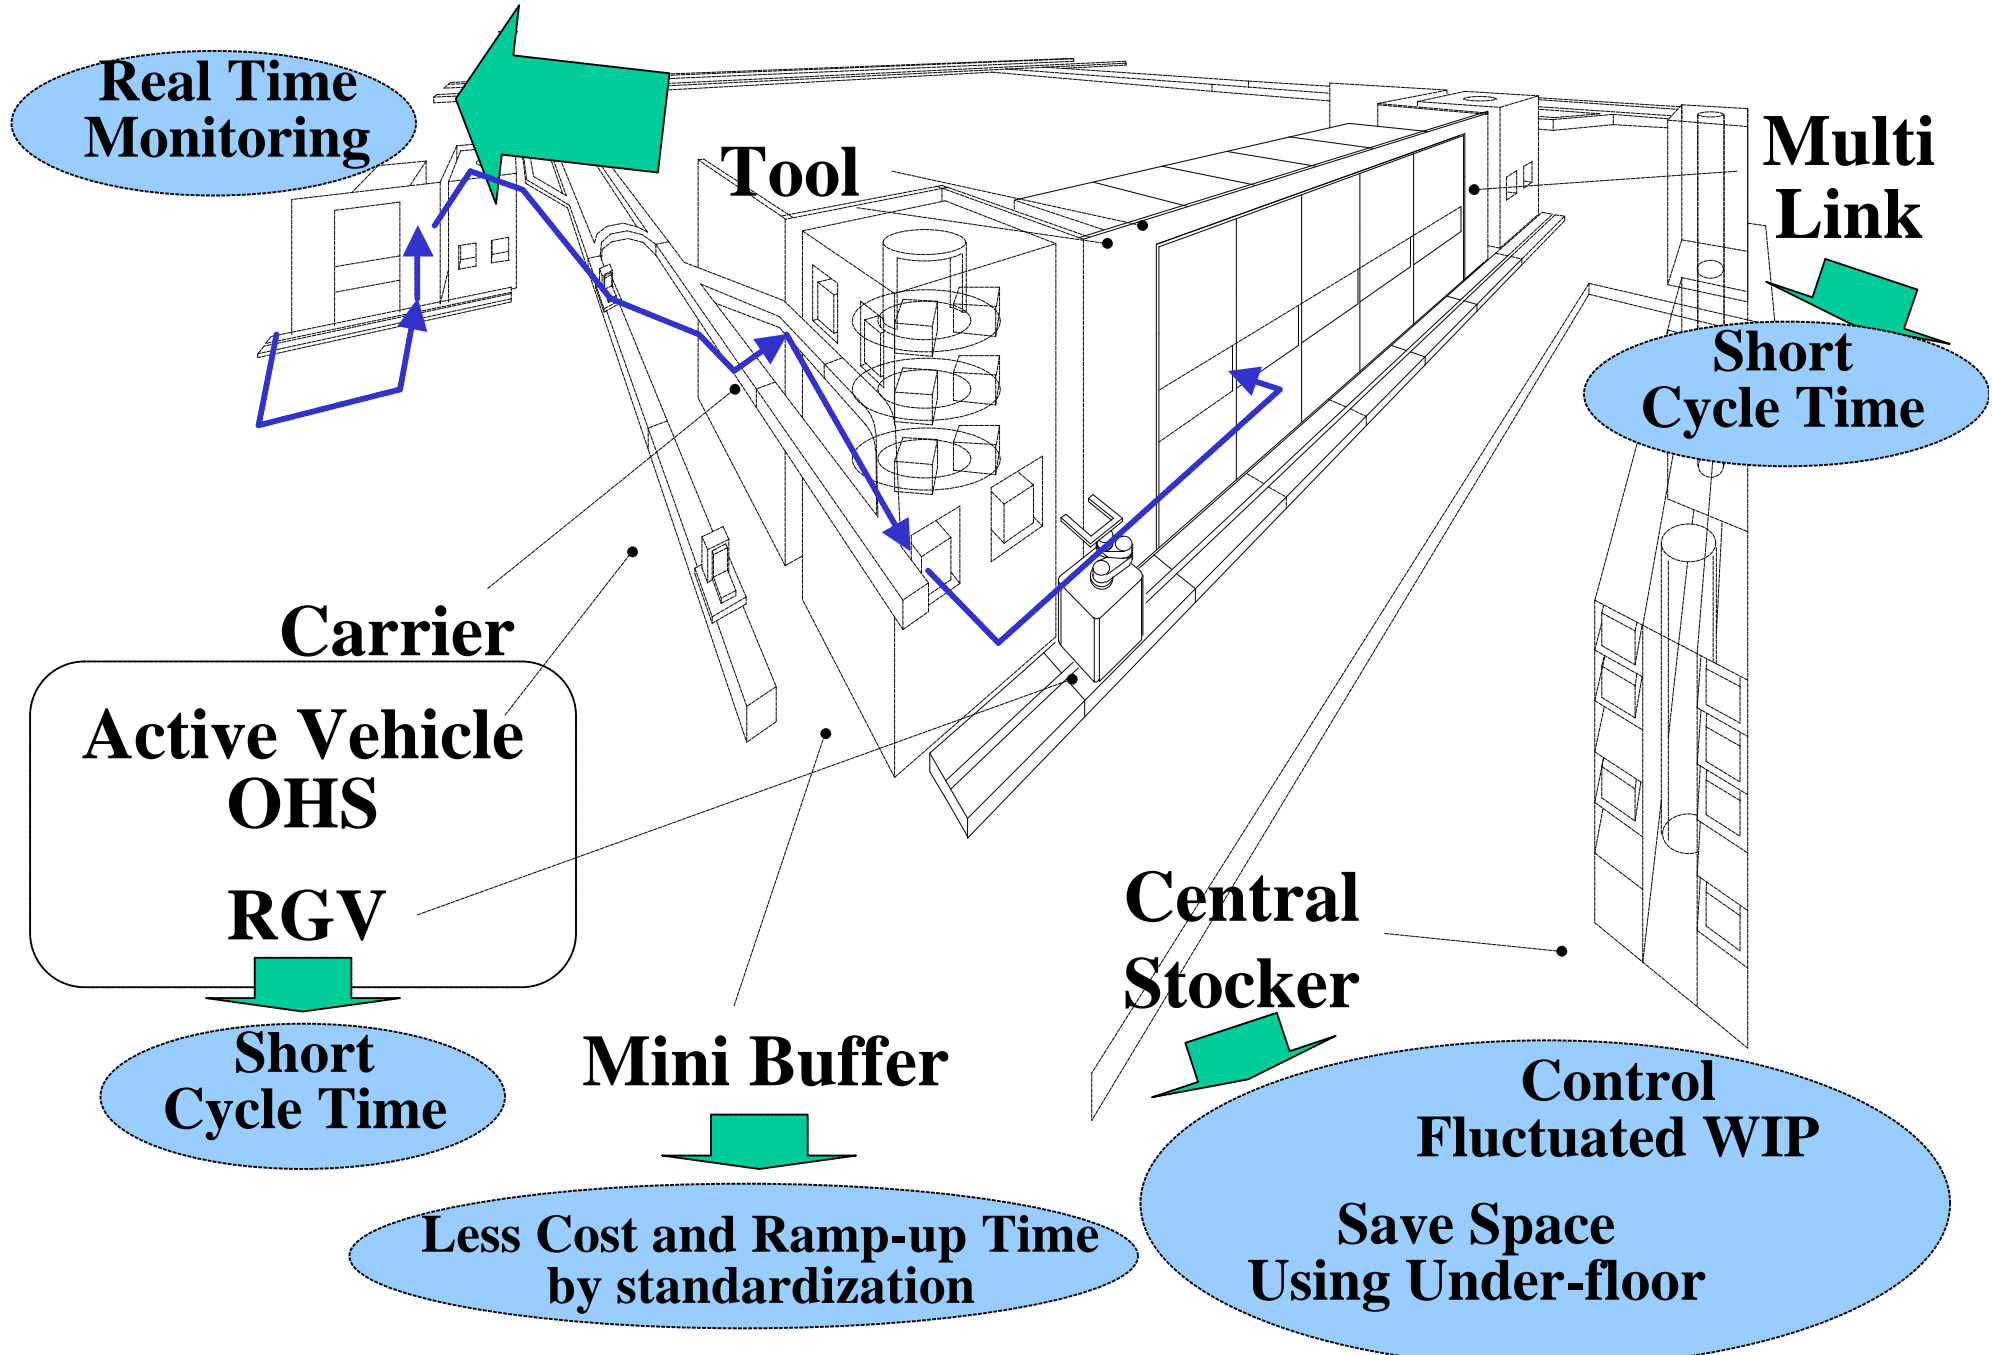 Real Time
Monitoring
Tool
Multi
Link
Short
Cycle Time
Carrier
Active Vehicle
OHS
RGV
Short
Cycle Time
Mini Buffer
Less Cost and Ramp-up Time
by standardization
Central
Stocker
Control
Fluctuated WIP
Save Space
Using Under-floor